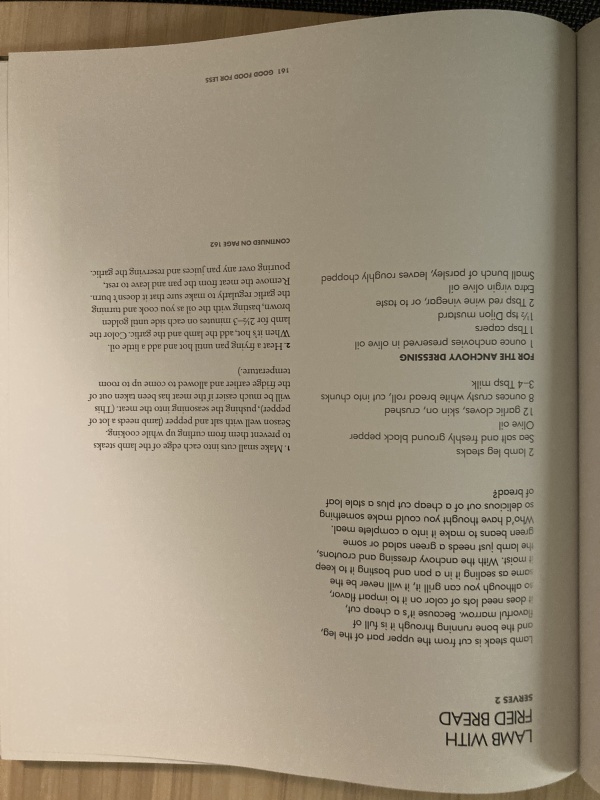 LAMB WITH
FRIED BREAD
SERVES 2
Lamb steak is cut from the upper part of the leg,
and the bone running through it is full of
flavorful marrow. Because it's a cheap cut,
it does need lots of color on it to impart flavor,
so although you can grill it, it will never be the
same as sealing it in a pan and basting it to keep
it moist. With the anchovy dressing and croutons,
the lamb just needs a green salad or some
green beans to make it into a complete meal.
Who'd have thought you could make something
so delicious out of a cheap cut plus a stale loaf
of bread?
2 lamb leg steaks
Sea salt and freshly ground black pepper
Olive oil
12 garlic cloves, skin on, crushed
8 ounces crusty white bread roll, cut into chunks
3–4 Tbsp milk
FOR THE ANCHOVY DRESSING
1 ounce anchovies preserved in olive oil
1 Tbsp capers
1½ tsp Dijon mustard
2 Tbsp red wine vinegar, or to taste
Extra virgin olive oil
Small bunch of parsley, leaves roughly chopped
1. Make small cuts into each edge of the lamb steaks
to prevent them from curling up while cooking.
Season well with salt and pepper (lamb needs a lot of
pepper), pushing the seasoning into the meat. (This
will be much easier if the meat has been taken out of
the fridge earlier and allowed to come up to room
temperature.)
2. Heat a frying pan until hot and add a little oil.
When it's hot, add the lamb and the garlic. Color the
lamb for 2½–3 minutes on each side until golden
brown, basting with the oil as you cook and turning
the garlic regularly to make sure that it doesn't burn.
Remove the meat from the pan and leave to rest,
pouring over any pan juices and reserving the garlic.
CONTINUED ON PAGE 162
161 GOOD FOOD FOR LESS